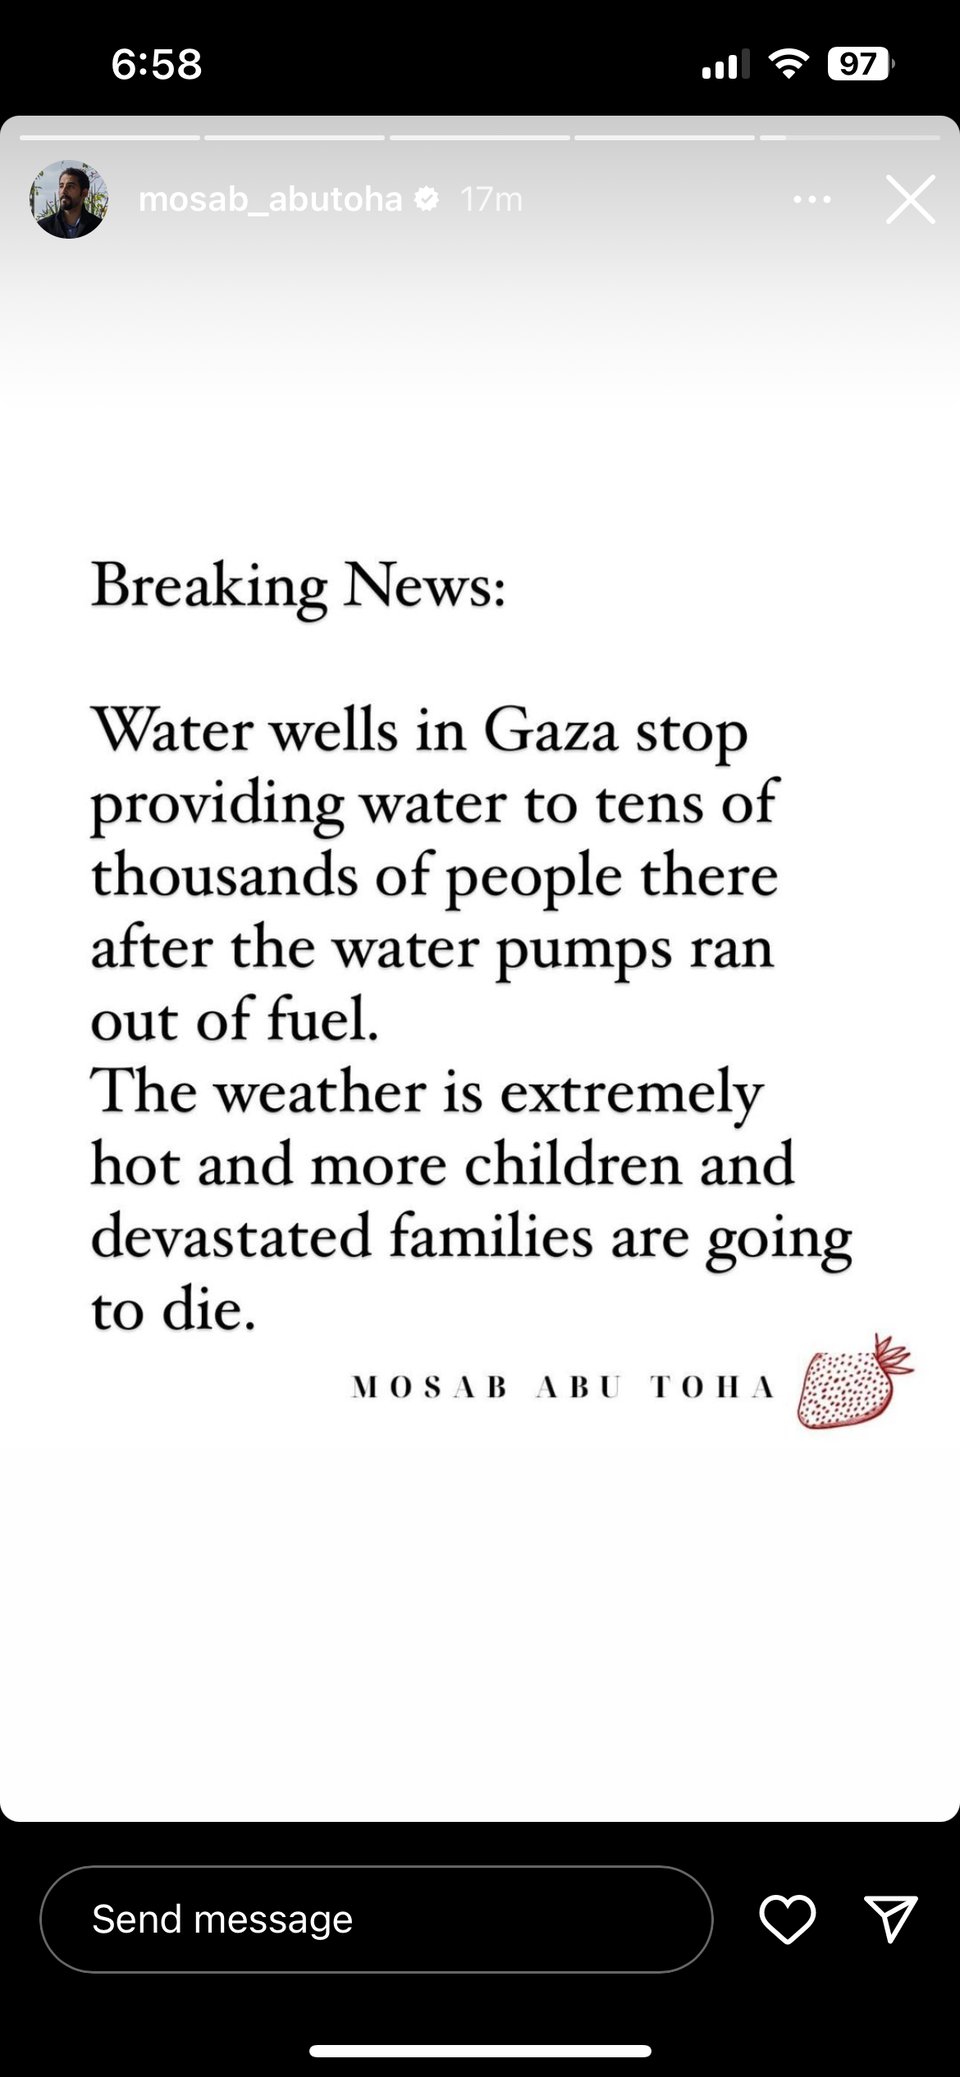 6:58
97
mosab_abutoha 17m
Breaking News:
Water wells in Gaza stop
providing water to tens of
thousands of people there
after the water pumps ran
out of fuel.
The weather is extremely
hot and more children and
devastated families are going
to die.
MOSAB ABU TOHA
Send message